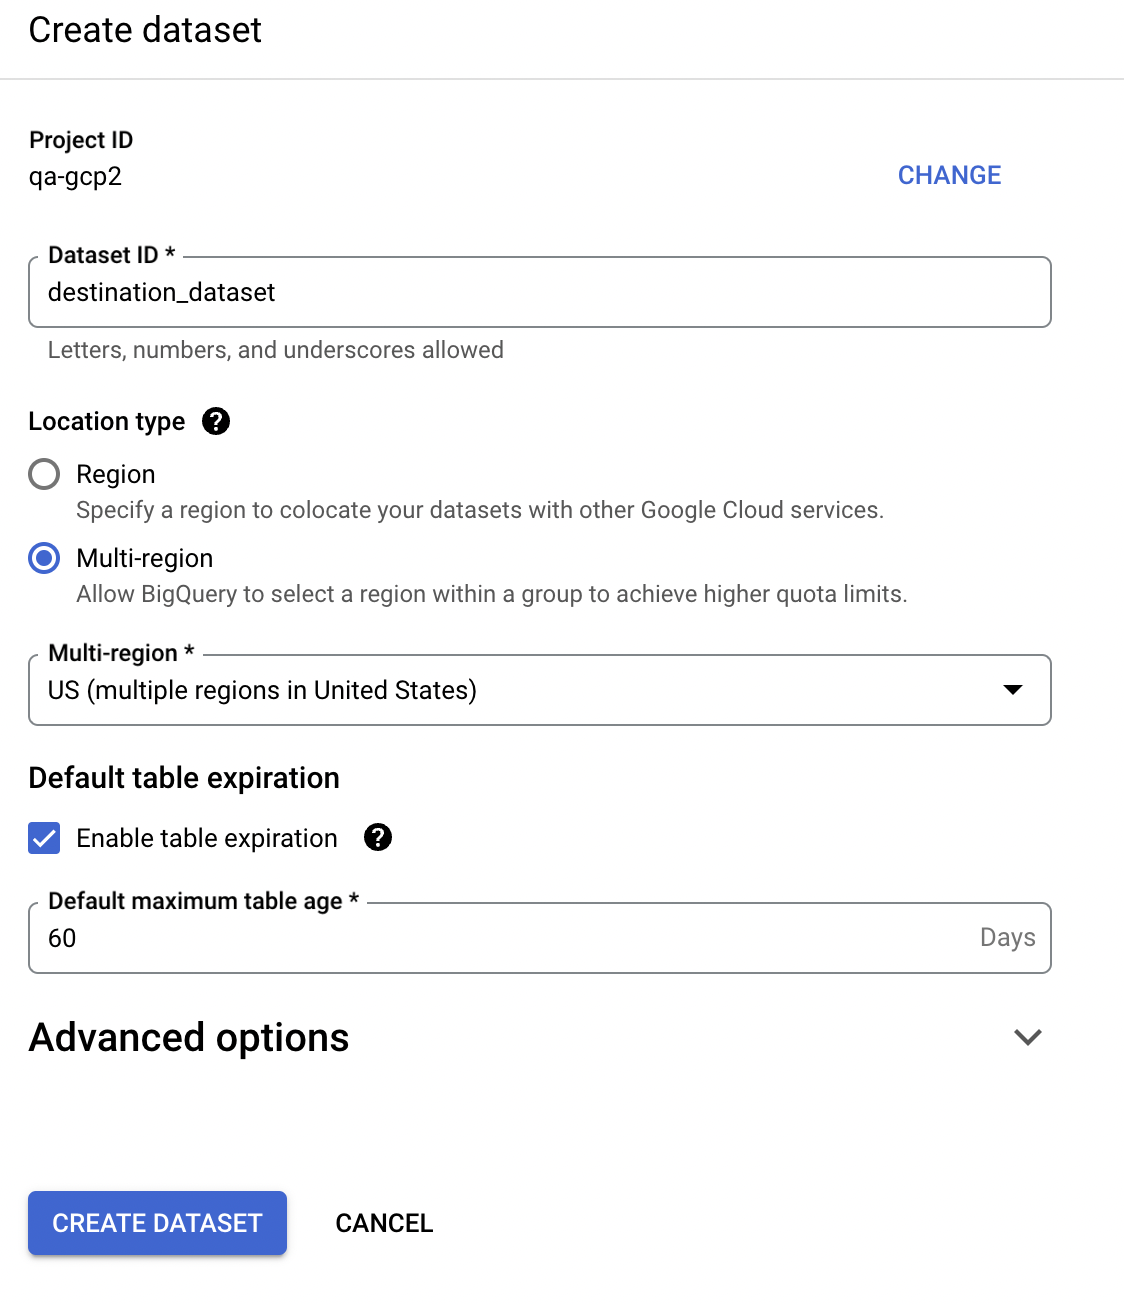 Create dataset
Project ID
qa-gcp2
CHANGE
Dataset ID *
destination_dataset
Letters, numbers, and underscores allowed
Location type
Region
Specify a region to colocate your datasets with other Google Cloud services.
Multi-region
Allow BigQuery to select a region within a group to achieve higher quota limits.
Multi-region *
US (multiple regions in United States)
Default table expiration
Enable table expiration
Default maximum table age *
60 Days
Advanced options
CREATE DATASET CANCEL